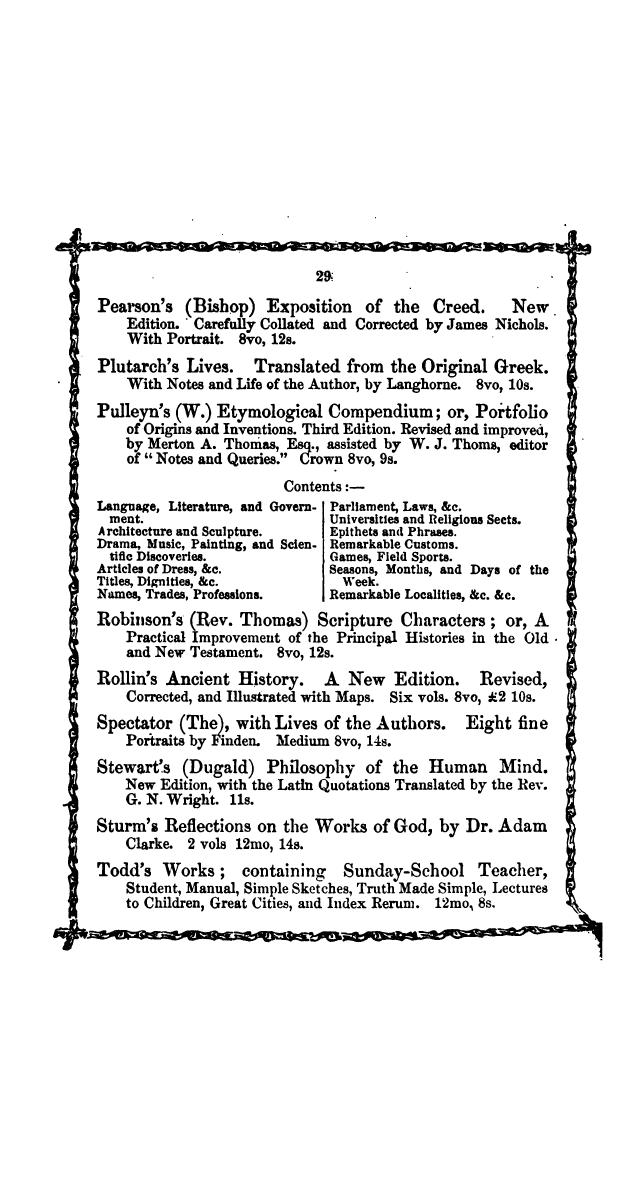 29
Pearson's (Bishop) Exposition of the Creed. New
Edition. Carefully Collated and Corrected by James Nichols.
With Portrait. 8vo, 12s.
Plutarch's Lives. Translated from the Original Greek.
With Notes and Life of the Author, by Langhorne. 8vo, 10s.
Pulleyn's (W.) Etymological Compendium; or, Portfolio
of Origins and Inventions. Third Edition. Revised and improved,
by Merton A. Thomas, Esq., assisted by W. J. Thoms, editor
of "Notes and Queries." Crown 8vo, 9s.
Contents:—
Language, Literature, and Govern-
ment.
Architecture and Sculpture.
Drama, Music, Painting, and Scien-
tific Discoveries.
Articles of Dress, &c.
Titles, Dignities, &c.
Names, Trades, Professions.
Parliament, Laws, &c.
Universities and Religious Sects.
Epithets and Phrases.
Remarkable Customs.
Games, Field Sports.
Seasons, Months, and Days of the
Week.
Remarkable Localities, &c. &c.
Robinson's (Rev. Thomas) Scripture Characters; or, A
Practical Improvement of the Principal Histories in the Old
and New Testament. 8vo, 12s.
Rollin's Ancient History. A New Edition. Revised,
Corrected, and Illustrated with Maps. Six vols. 8vo, £2 10s.
Spectator (The), with Lives of the Authors. Eight fine
Portraits by Finden. Medium 8vo, 14s.
Stewart's (Dugald) Philosophy of the Human Mind.
New Edition, with the Latin Quotations Translated by the Rev.
G. N. Wright. 11s.
Sturm's Reflections on the Works of God, by Dr. Adam
Clarke. 2 vols 12mo, 14s.
Todd's Works; containing Sunday-School Teacher,
Student, Manual, Simple Sketches, Truth Made Simple, Lectures
to Children, Great Cities, and Index Rerum. 12mo, 8s.